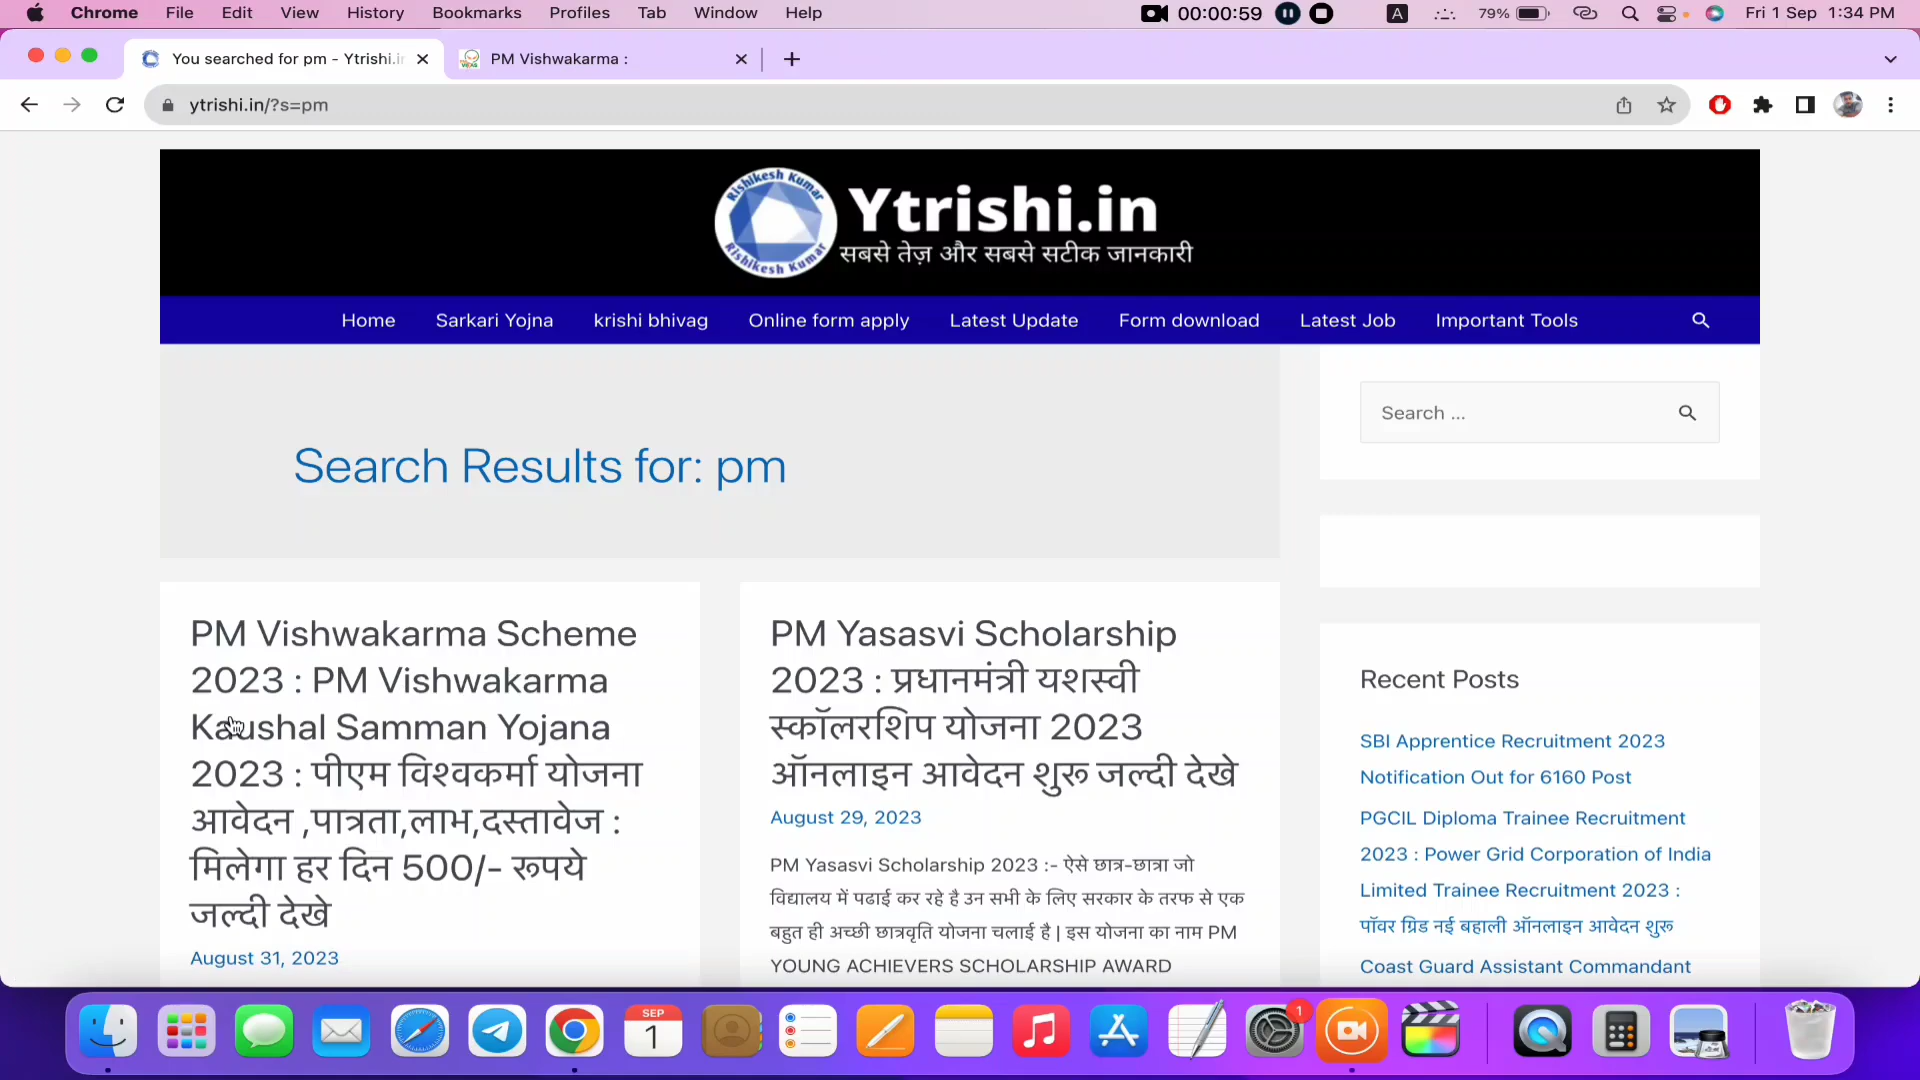 Chrome File Edit View History Bookmarks Profiles Tab Window Help 00:00:59 A 79% Fri 1 Sep 1:34 PM
You searched for pm - Ytrishi.in PM Vishwakarma :
ytrishi.in/?s=pm
Rishikesh Kumar
Rishikesh Kumar
Ytrishi.in
सबसे तेज़ और सबसे सटीक जानकारी
Home Sarkari Yojna krishi bhivag Online form apply Latest Update Form download Latest Job Important Tools
Search Results for: pm
Search ...
PM Vishwakarma Scheme
2023 : PM Vishwakarma
Kaushal Samman Yojana
2023 : पीएम विश्वकर्मा योजना
आवेदन ,पात्रता,लाभ,दस्तावेज :
मिलेगा हर दिन 500/- रूपये
जल्दी देखे
August 31, 2023
PM Yasasvi Scholarship
2023 : प्रधानमंत्री यशस्वी
स्कॉलरशिप योजना 2023
ऑनलाइन आवेदन शुरू जल्दी देखे
August 29, 2023
PM Yasasvi Scholarship 2023 :- ऐसे छात्र-छात्रा जो
विद्यालय में पढाई कर रहे है उन सभी के लिए सरकार के तरफ से एक
बहुत ही अच्छी छात्रवृति योजना चलाई है | इस योजना का नाम PM
YOUNG ACHIEVERS SCHOLARSHIP AWARD
Recent Posts
SBI Apprentice Recruitment 2023
Notification Out for 6160 Post
PGCIL Diploma Trainee Recruitment
2023 : Power Grid Corporation of India
Limited Trainee Recruitment 2023 :
पॉवर ग्रिड नई बहाली ऑनलाइन आवेदन शुरू
Coast Guard Assistant Commandant
SEP
1
1